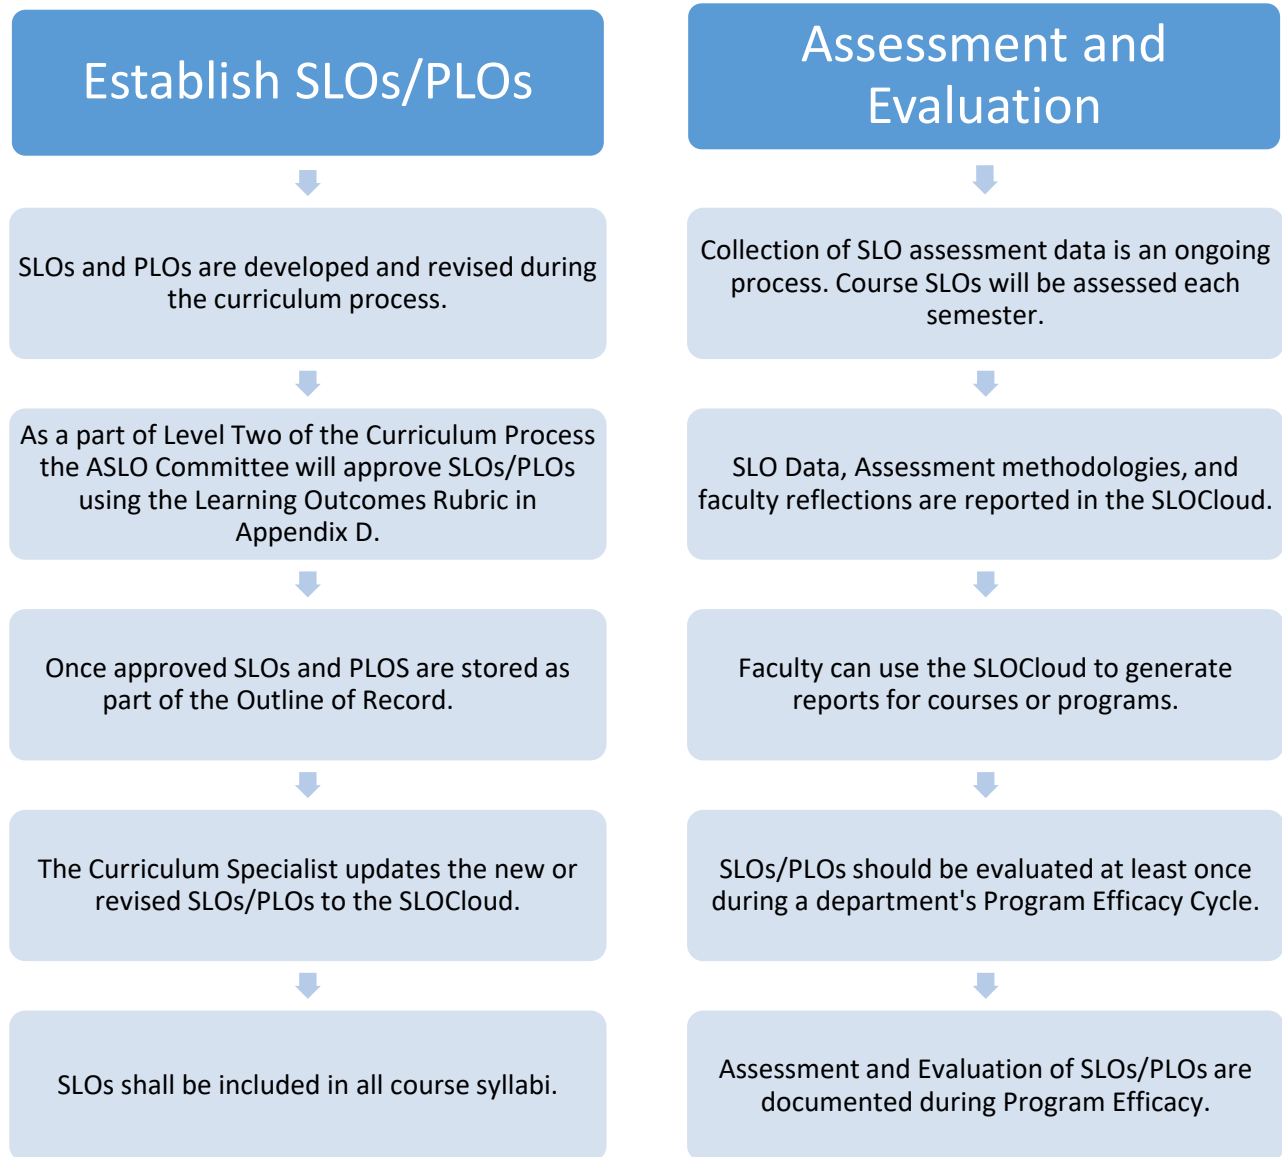 Establish SLOs/PLOs
SLOs and PLOs are developed and revised during
the curriculum process.
As a part of Level Two of the Curriculum Process
the ASLO Committee will approve SLOs/PLOs
using the Learning Outcomes Rubric in
Appendix D.
Once approved SLOs and PLOS are stored as
part of the Outline of Record.
The Curriculum Specialist updates the new or
revised SLOs/PLOs to the SLOCloud.
SLOs shall be included in all course syllabi.
Assessment and
Evaluation
Collection of SLO assessment data is an ongoing
process. Course SLOs will be assessed each
semester.
SLO Data, Assessment methodologies, and
faculty reflections are reported in the SLOCloud.
Faculty can use the SLOCloud to generate
reports for courses or programs.
SLOs/PLOs should be evaluated at least once
during a department's Program Efficacy Cycle.
Assessment and Evaluation of SLOs/PLOs are
documented during Program Efficacy.